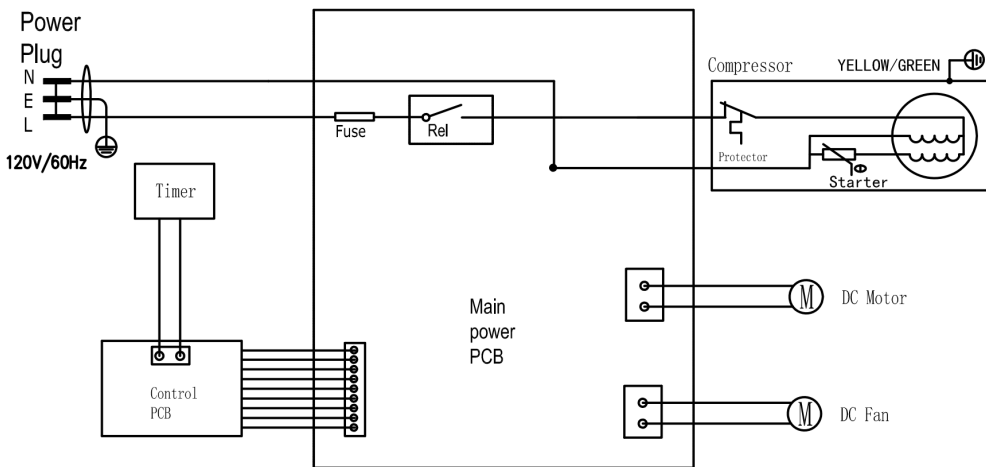 Power
Plug
N
E
L
120V/60Hz
Fuse
Rel
Compressor
YELLOW/GREEN
Protector
Starter
Timer
Control
PCB
Main
power
PCB
M
DC Motor
M
DC Fan